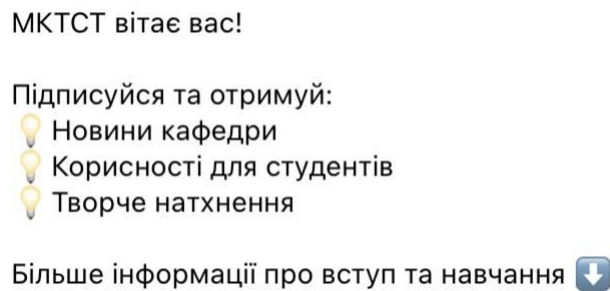 МКТСТ вітає вас!
Підписуйся та отримуй:
💡 Новини кафедри
💡 Корисності для студентів
💡 Творче натхнення
Більше інформації про вступ та навчання ⬇️